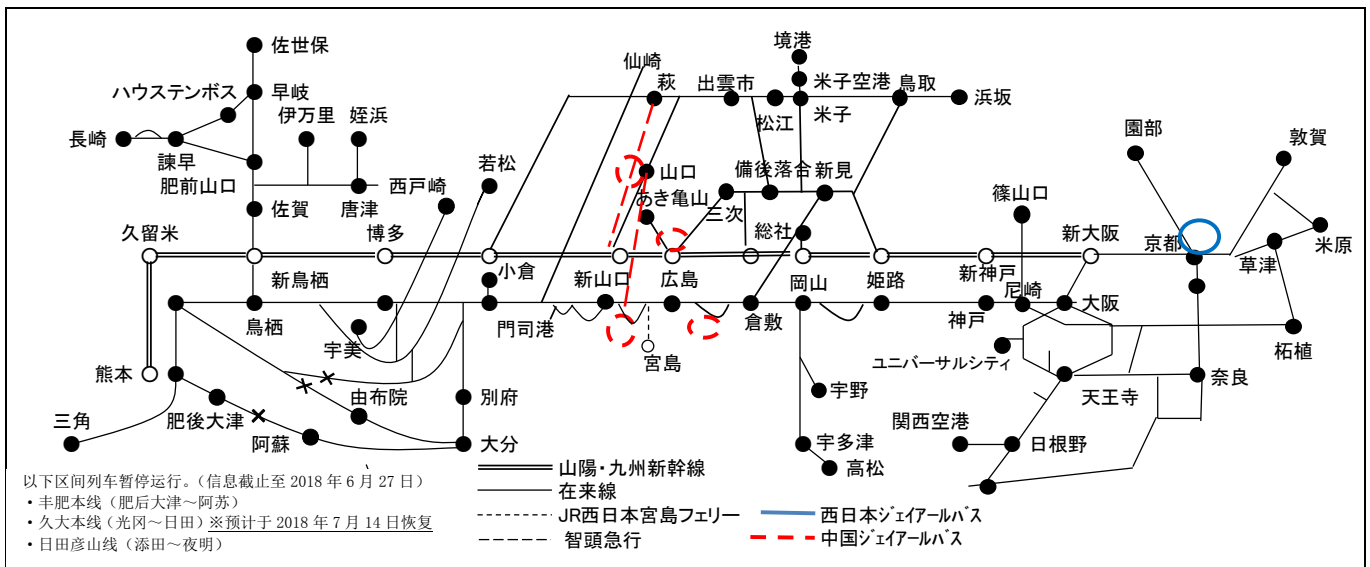 佐世保
仙崎
境港
萩
出雲市
米子空港
鳥取
浜坂
ハウステンボス
早岐
伊万里
姪浜
松江
米子
園部
敦賀
長崎
諫早
肥前山口
若松
山口
備後落合
新見
西戸崎
あき亀山
三次
篠山口
佐賀
唐津
総社
久留米
博多
新大阪
京都
米原
草津
新鳥栖
小倉
新山口
広島
岡山
姫路
新神戸
尼崎
鳥栖
門司港
倉敷
神戸
大阪
柘植
宇美
宮島
ユニバーサルシティ
熊本
奈良
由布院
別府
宇野
天王寺
三角
肥後大津
関西空港
阿蘇
大分
宇多津
日根野
高松
以下区间列车暂停运行。（信息截止至 2018 年 6 月 27 日）
・丰肥本线（肥后大津～阿苏）
・久大本线（光冈～日田）※预计于 2018 年 7 月 14 日恢复
・日田彦山线（添田～夜明）
山陽・九州新幹線
在来線
JR西日本宮島フェリー
智頭急行
西日本ジェイアールバス
中国ジェイアールバス